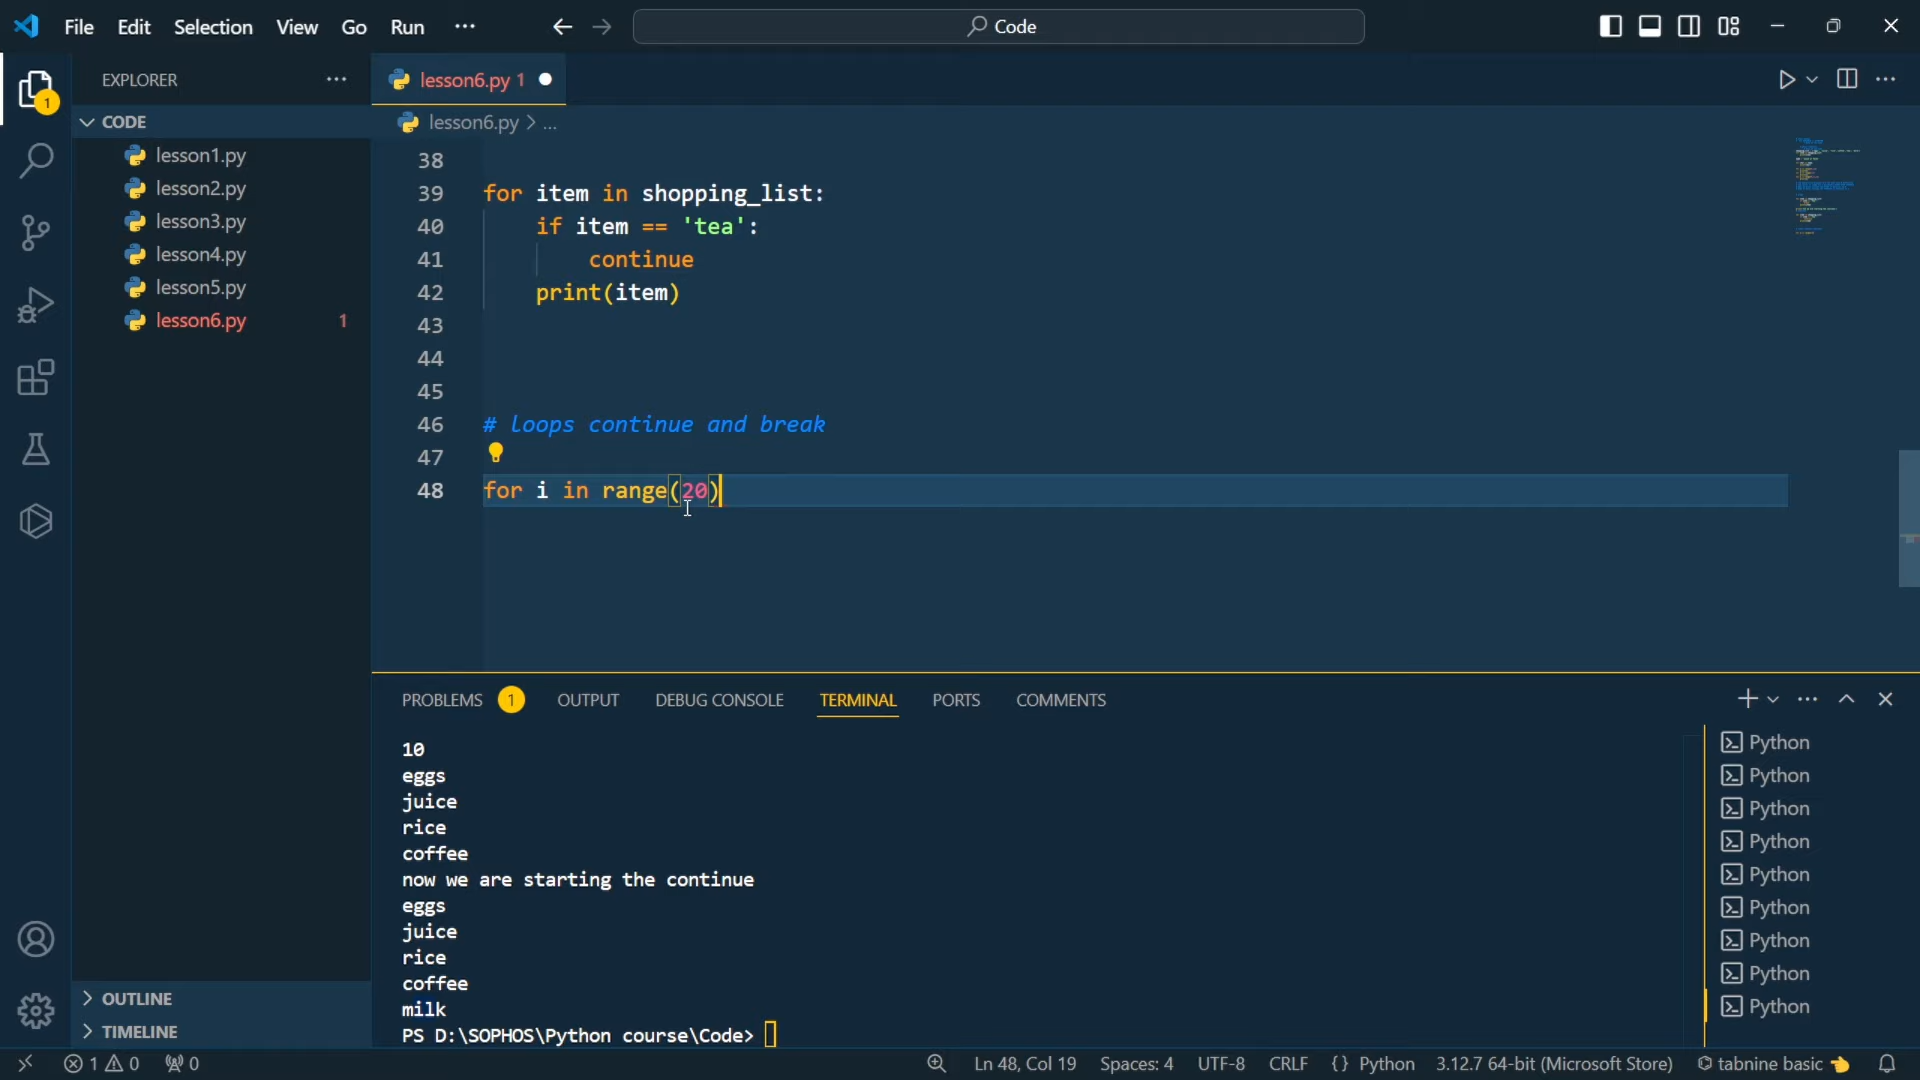 File Edit Selection View Go Run ··· Code
EXPLORER ···
lesson6.py 1
CODE
lesson6.py > ...
1
lesson1.py
lesson2.py
lesson3.py
lesson4.py
lesson5.py
lesson6.py 1
38
39 for item in shopping_list:
40 if item == 'tea':
41 continue
42 print(item)
43
44
45
46 # loops continue and break
47
48 for i in range(20)
PROBLEMS 1 OUTPUT DEBUG CONSOLE TERMINAL PORTS COMMENTS
10
eggs
juice
rice
coffee
now we are starting the continue
eggs
juice
rice
coffee
milk
PS D:\SOPHOS\Python course\Code>
Python
Python
Python
Python
Python
Python
Python
Python
Python
OUTLINE
TIMELINE
1 0 0 Ln 48, Col 19 Spaces: 4 UTF-8 CRLF {} Python 3.12.7 64-bit (Microsoft Store) tabnine basic